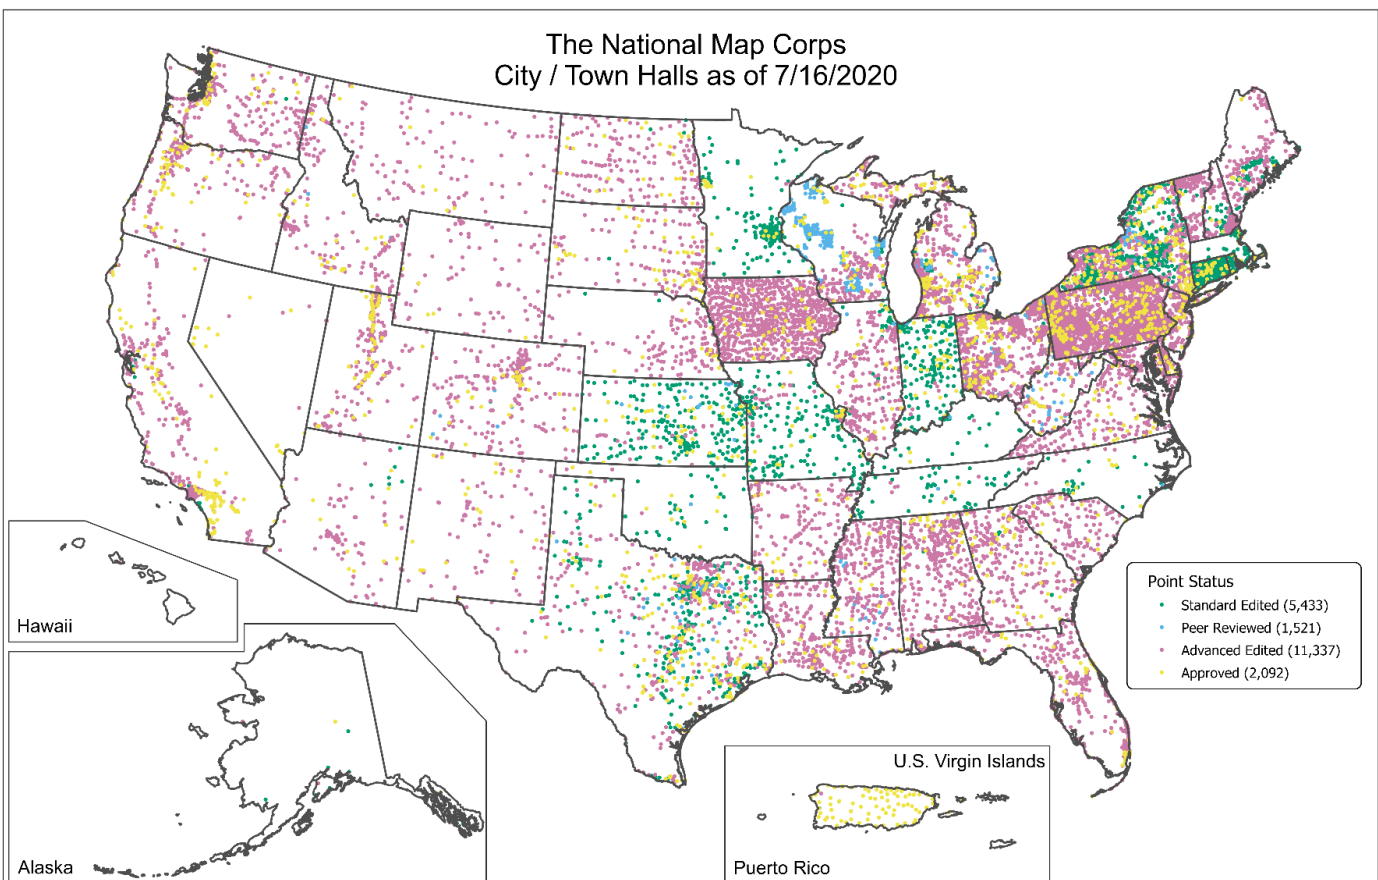 The National Map Corps
City / Town Halls as of 7/16/2020
Point Status
Standard Edited (5,433)
Peer Reviewed (1,521)
Advanced Edited (11,337)
Approved (2,092)
Hawaii
Alaska
U.S. Virgin Islands
Puerto Rico